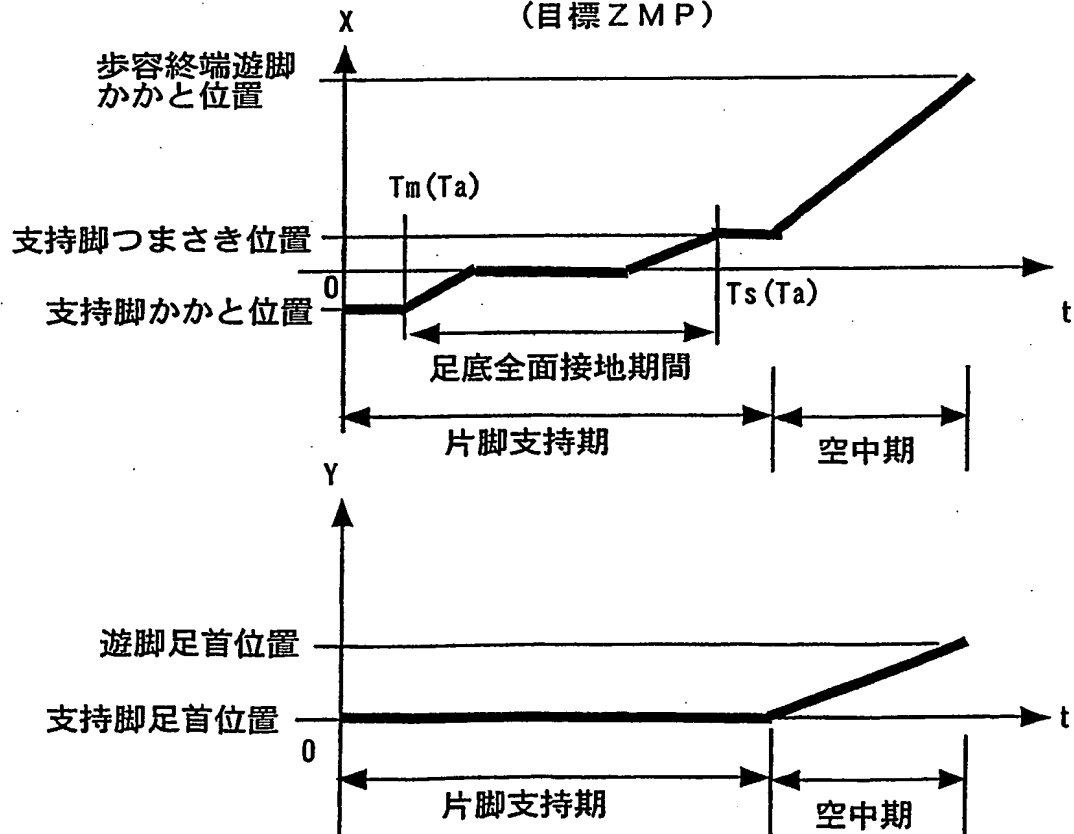 (目標ZMP)
X
歩容終端遊脚
かかと位置
Tm(Ta)
支持脚つまさき位置
0
Ts(Ta)
支持脚かかと位置
t
足底全面接地期間
片脚支持期
空中期
Y
遊脚足首位置
支持脚足首位置
t
0
片脚支持期
空中期